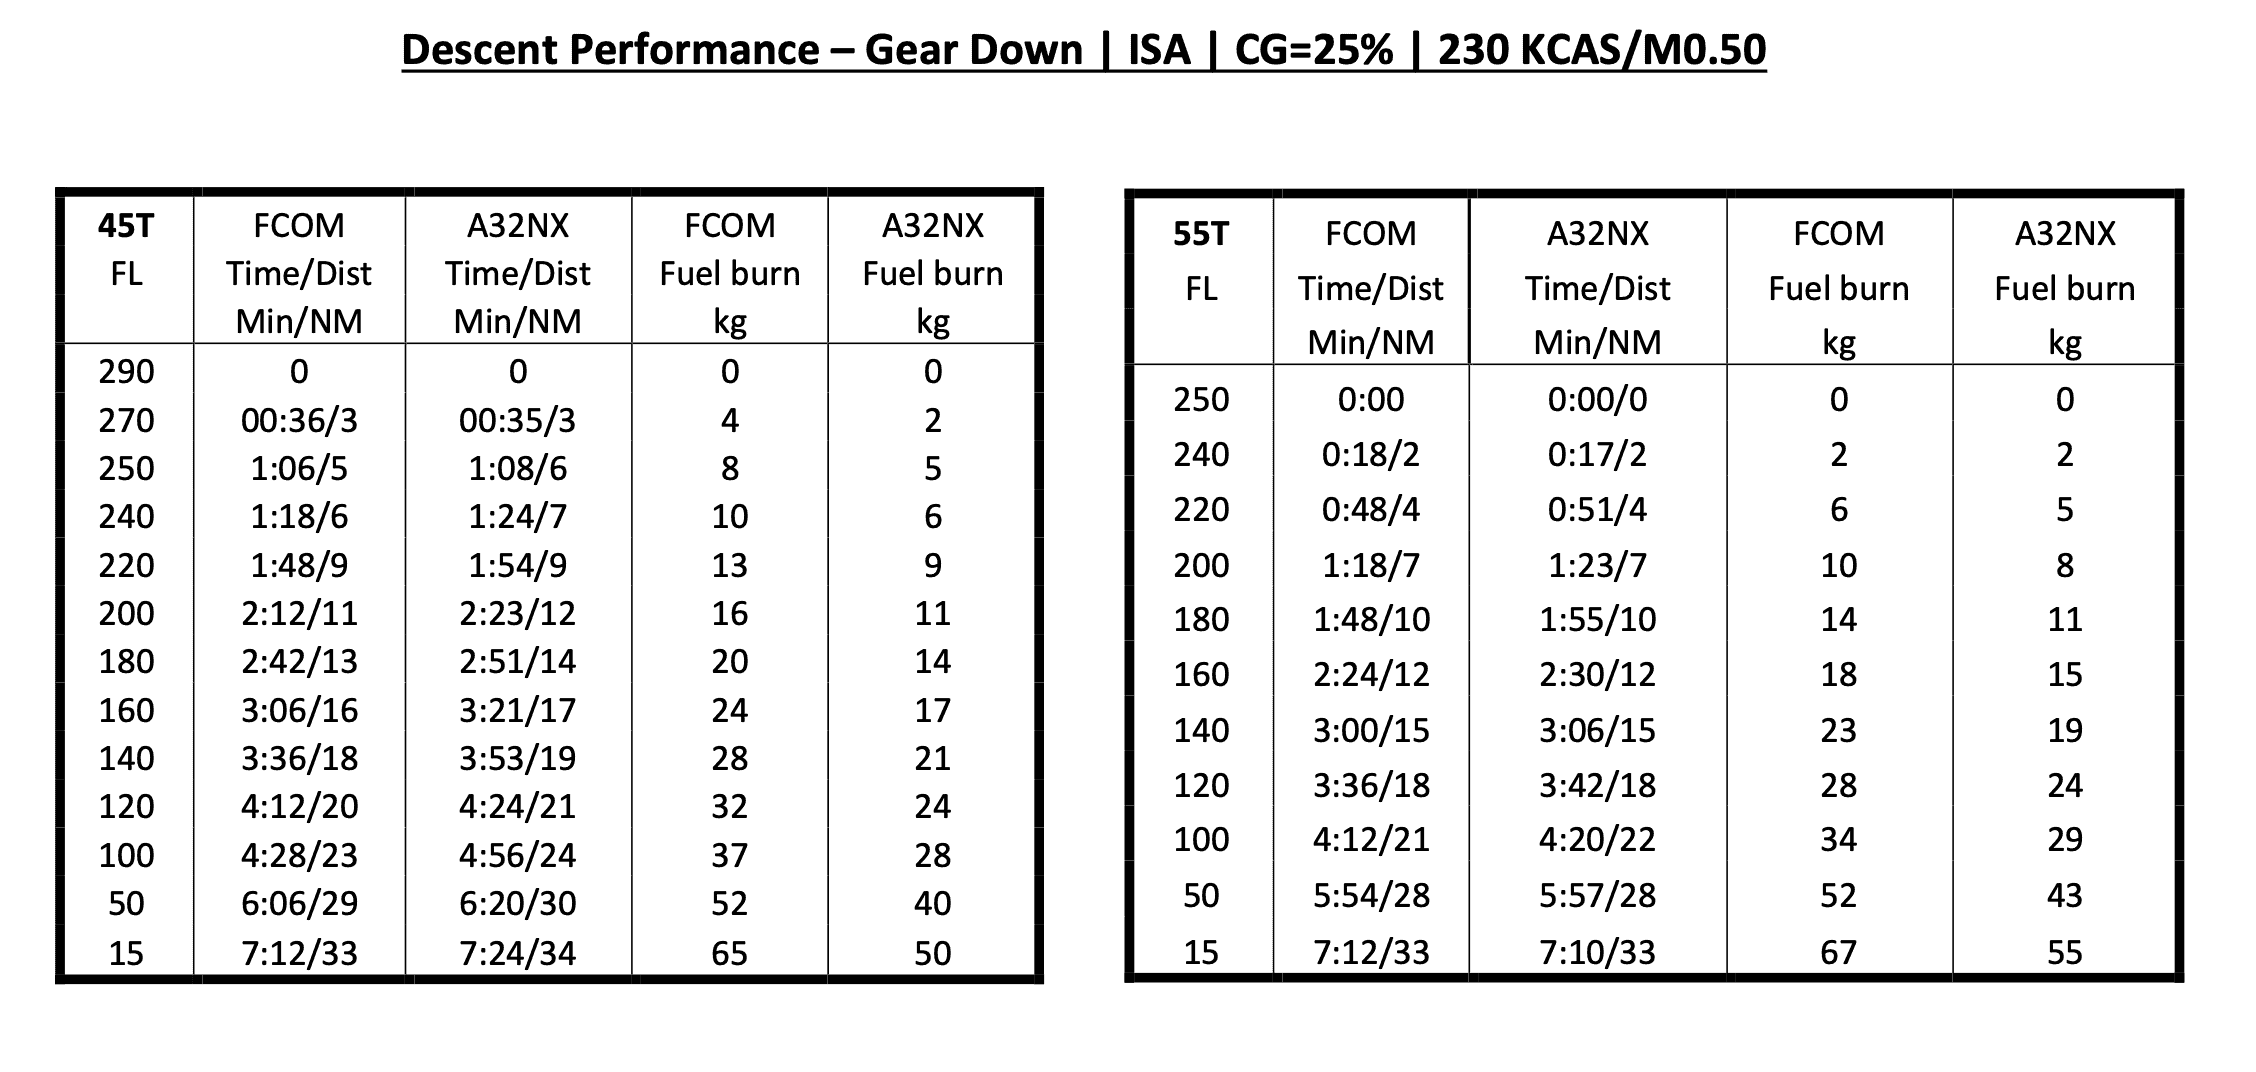 Descent Performance – Gear Down | ISA | CG=25% | 230 KCAS/M0.50
45T FCOM A32NX FCOM A32NX
FL Time/Dist Time/Dist Fuel burn Fuel burn
Min/NM Min/NM kg kg
290 0 0 0 0
270 00:36/3 00:35/3 4 2
250 1:06/5 1:08/6 8 5
240 1:18/6 1:24/7 10 6
220 1:48/9 1:54/9 13 9
200 2:12/11 2:23/12 16 11
180 2:42/13 2:51/14 20 14
160 3:06/16 3:21/17 24 17
140 3:36/18 3:53/19 28 21
120 4:12/20 4:24/21 32 24
100 4:28/23 4:56/24 37 28
50 6:06/29 6:20/30 52 40
15 7:12/33 7:24/34 65 50
55T FCOM A32NX FCOM A32NX
FL Time/Dist Time/Dist Fuel burn Fuel burn
Min/NM Min/NM kg kg
250 0:00 0:00/0 0 0
240 0:18/2 0:17/2 2 2
220 0:48/4 0:51/4 6 5
200 1:18/7 1:23/7 10 8
180 1:48/10 1:55/10 14 11
160 2:24/12 2:30/12 18 15
140 3:00/15 3:06/15 23 19
120 3:36/18 3:42/18 28 24
100 4:12/21 4:20/22 34 29
50 5:54/28 5:57/28 52 43
15 7:12/33 7:10/33 67 55